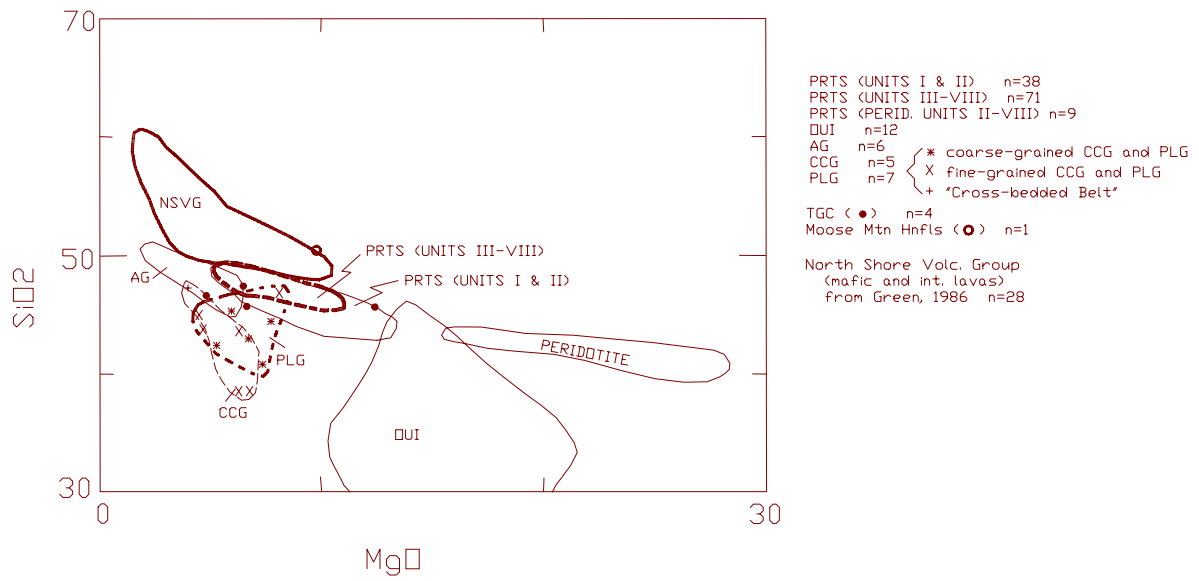 70
50
30
SiO2
0
30
MgO
NSVG
AG
PRTS (UNITS III-VIII)
PRTS (UNITS I & II)
PERIDOTITE
PLG
CCG
OUI
PRTS (UNITS I & II) n=38
PRTS (UNITS III-VIII) n=71
PRTS (PERID. UNITS II-VIII) n=9
OUI n=12
AG n=6
CCG n=5
PLG n=7
* coarse-grained CCG and PLG
X fine-grained CCG and PLG
+ "Cross-bedded Belt"
TGC (●) n=4
Moose Mtn Hnfls (O) n=1
North Shore Volc. Group
(mafic and int. lavas)
from Green, 1986 n=28